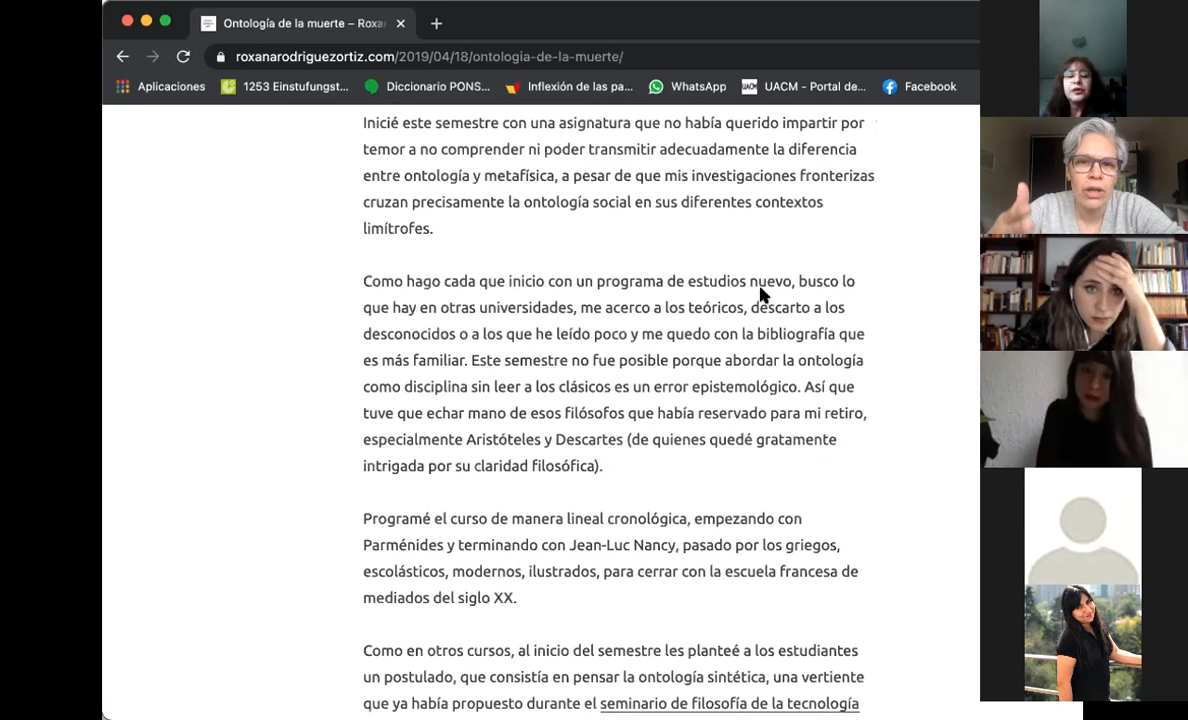 Ontología de la muerte – Roxa
roxanarodriguezortiz.com/2019/04/18/ontologia-de-la-muerte/
Aplicaciones
1253 Einstufungst...
Diccionario PONS...
Inflexión de las pa...
WhatsApp
UACM - Portal de...
Facebook
Inicié este semestre con una asignatura que no había querido impartir por
temor a no comprender ni poder transmitir adecuadamente la diferencia
entre ontología y metafísica, a pesar de que mis investigaciones fronterizas
cruzan precisamente la ontología social en sus diferentes contextos
limítrofes.
Como hago cada que inicio con un programa de estudios nuevo, busco lo
que hay en otras universidades, me acerco a los teóricos, descarto a los
desconocidos o a los que he leído poco y me quedo con la bibliografía que
es más familiar. Este semestre no fue posible porque abordar la ontología
como disciplina sin leer a los clásicos es un error epistemológico. Así que
tuve que echar mano de esos filósofos que había reservado para mi retiro,
especialmente Aristóteles y Descartes (de quienes quedé gratamente
intrigada por su claridad filosófica).
Programé el curso de manera lineal cronológica, empezando con
Parménides y terminando con Jean-Luc Nancy, pasado por los griegos,
escolásticos, modernos, ilustrados, para cerrar con la escuela francesa de
mediados del siglo XX.
Como en otros cursos, al inicio del semestre les planteé a los estudiantes
un postulado, que consistía en pensar la ontología sintética, una vertiente
que ya había propuesto durante el seminario de filosofía de la tecnología